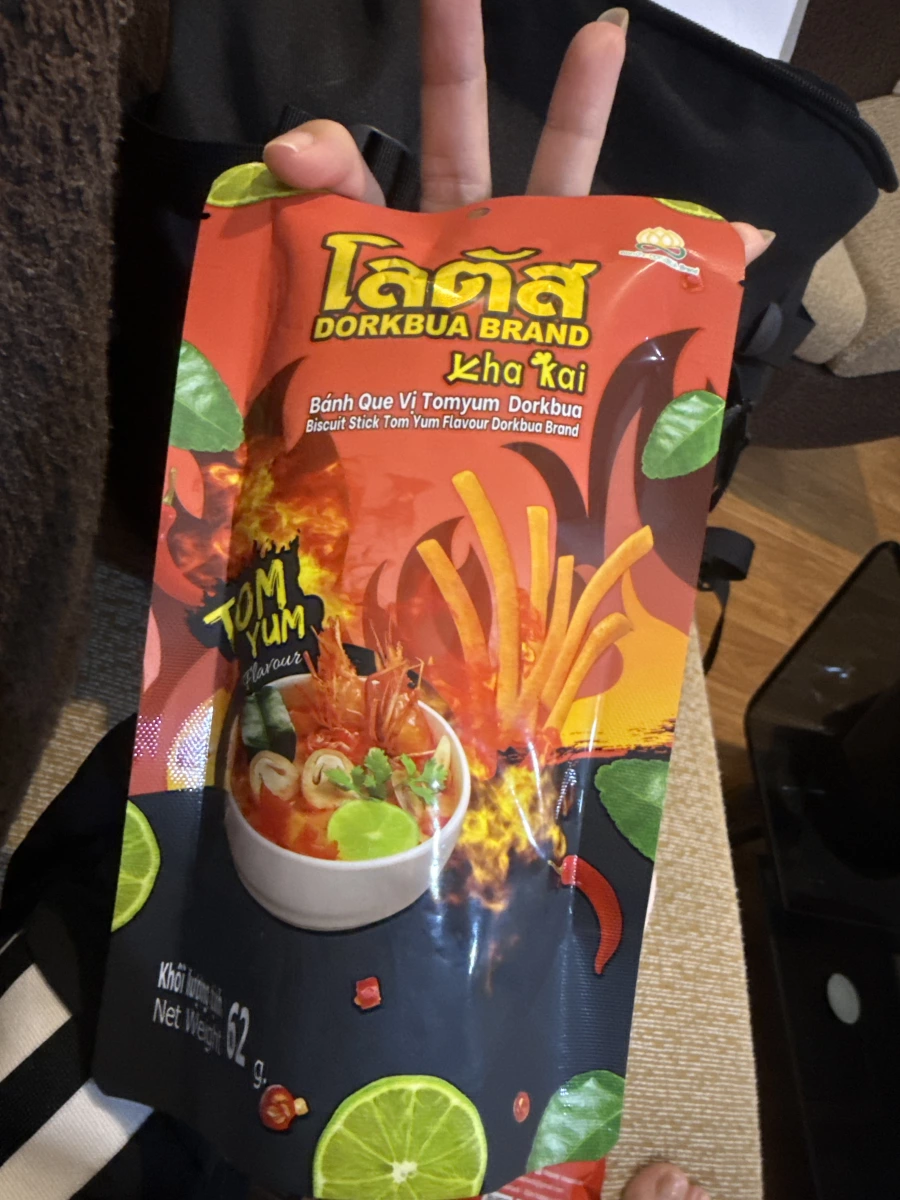 โลตัส
DORKBUA BRAND
Kha Kai
Bánh Que Vị Tomyum Dorkbua
Biscuit Stick Tom Yum Flavour Dorkbua Brand
TOM
YUM
Flavour
Khối lượng tịnh
Net Weight 62 g.